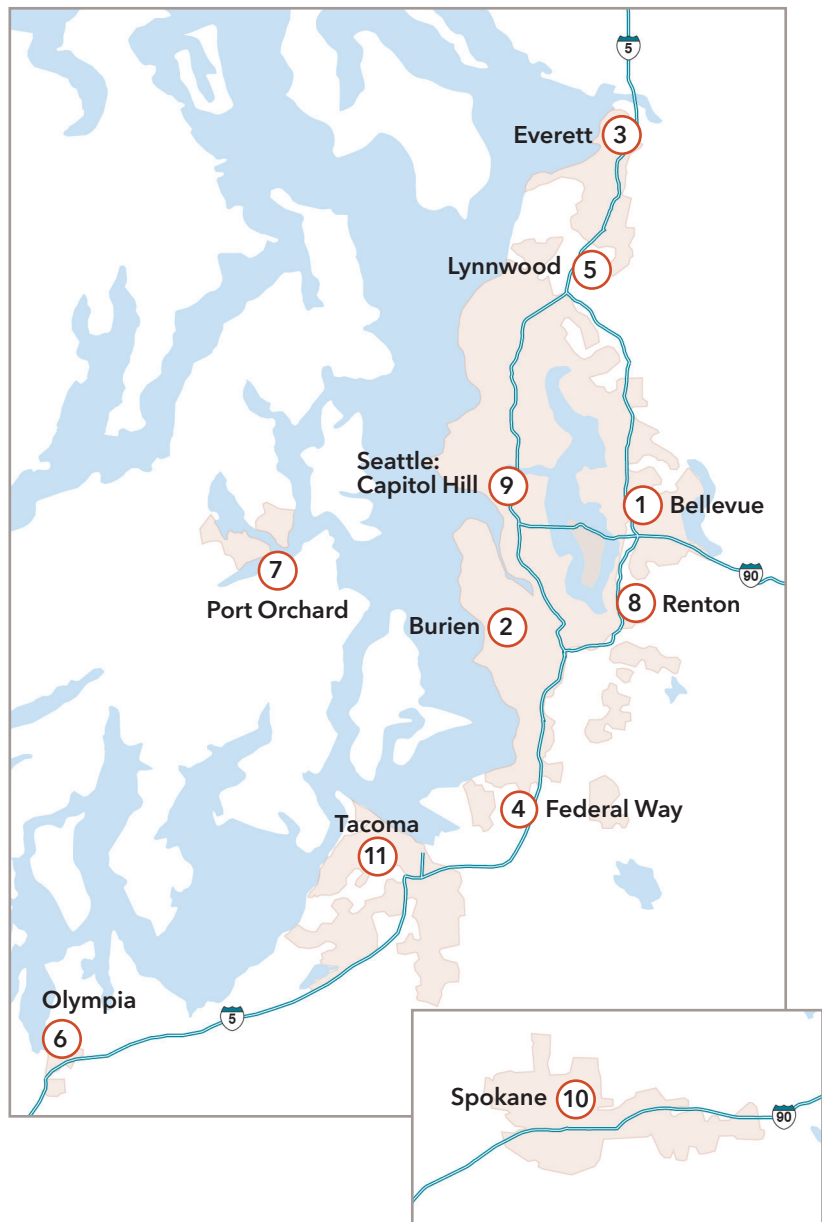 5
Everett 3
Lynnwood 5
Seattle:
Capitol Hill 9
1 Bellevue
90
7
Port Orchard
8 Renton
Burien 2
4 Federal Way
Tacoma
11
Olympia
5
6
Spokane 10
90